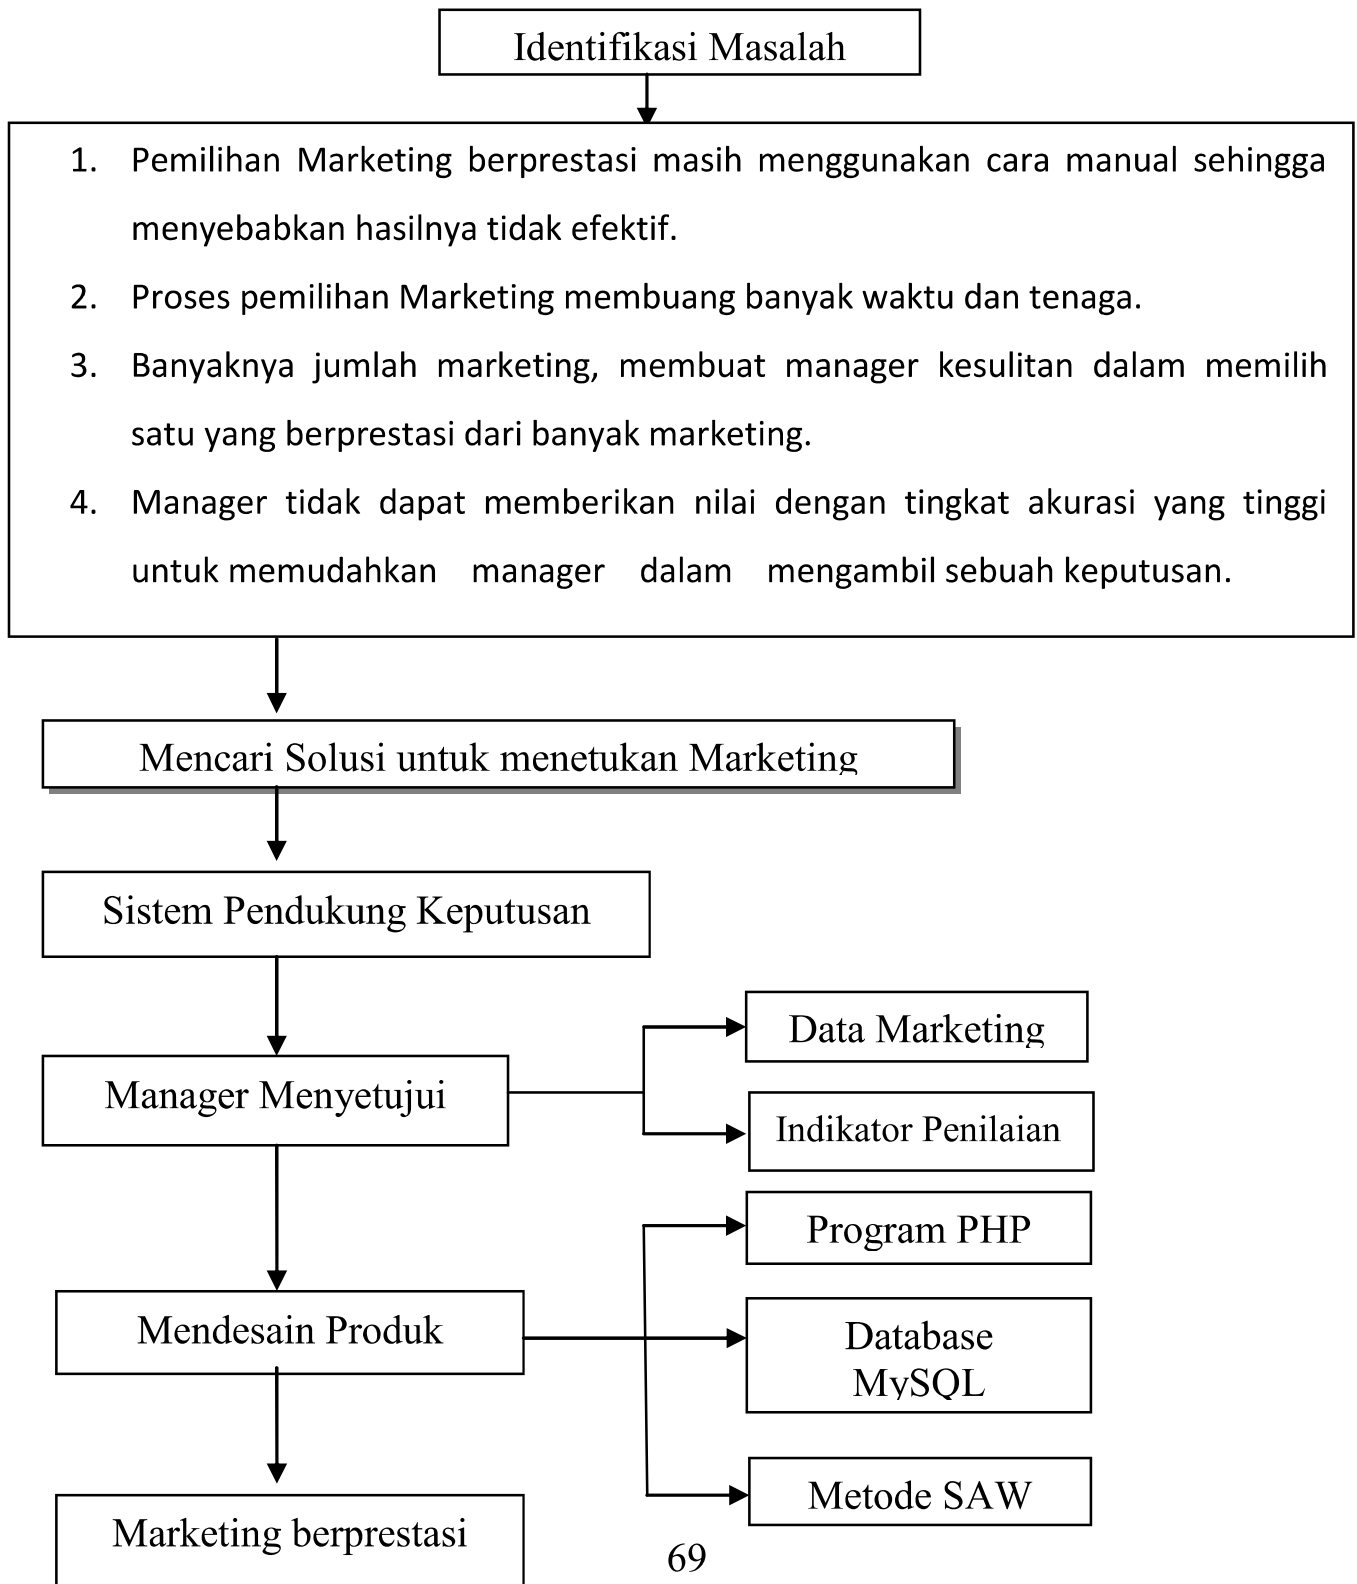 Identifikasi Masalah
1. Pemilihan Marketing berprestasi masih menggunakan cara manual sehingga
menyebabkan hasilnya tidak efektif.
2. Proses pemilihan Marketing membuang banyak waktu dan tenaga.
3. Banyaknya jumlah marketing, membuat manager kesulitan dalam memilih
satu yang berprestasi dari banyak marketing.
4. Manager tidak dapat memberikan nilai dengan tingkat akurasi yang tinggi
untuk memudahkan manager dalam mengambil sebuah keputusan.
Mencari Solusi untuk menetukan Marketing
Sistem Pendukung Keputusan
Manager Menyetujui
Data Marketing
Indikator Penilaian
Program PHP
Mendesain Produk
Database
MySQL
Metode SAW
Marketing berprestasi
69